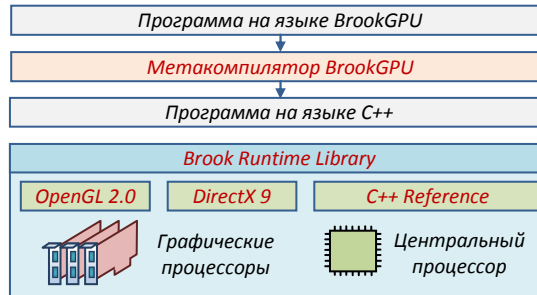 Программа на языке BrookGPU
Метакомпилятор BrookGPU
Программа на языке C++
Brook Runtime Library
OpenGL 2.0 DirectX 9 C++ Reference
Графические Центральный
процессоры процессор